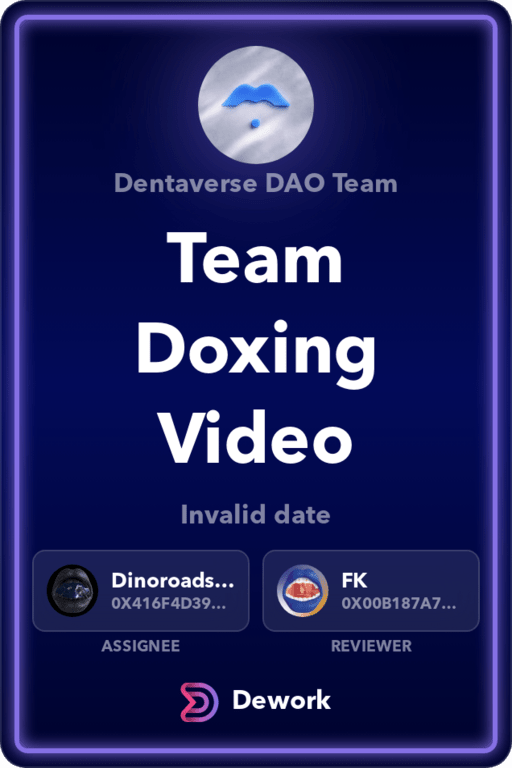 Dentaverse DAO Team
Team
Doxing
Video
Invalid date
Dinoroads...
0X416F4D39...
FK
0X00B187A7...
ASSIGNEE
REVIEWER
Dework